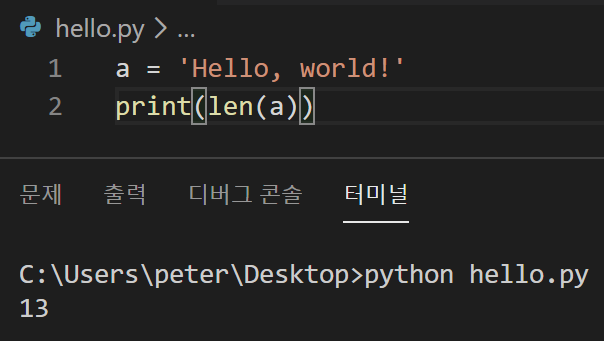 hello.py > ...
1 a = 'Hello, world!'
2 print(len(a))
문제 출력 디버그 콘솔 터미널
C:\Users\peter\Desktop>python hello.py
13